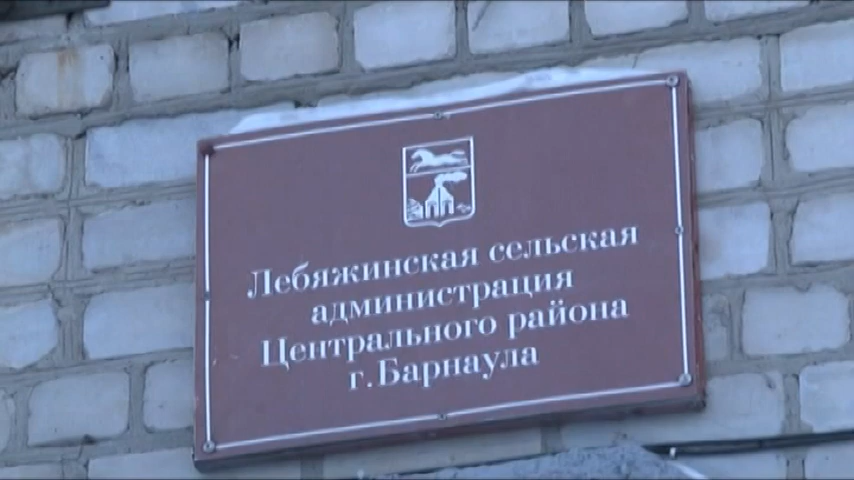 Лебяжинская сельская
администрация
Центрального района
г.Барнаула